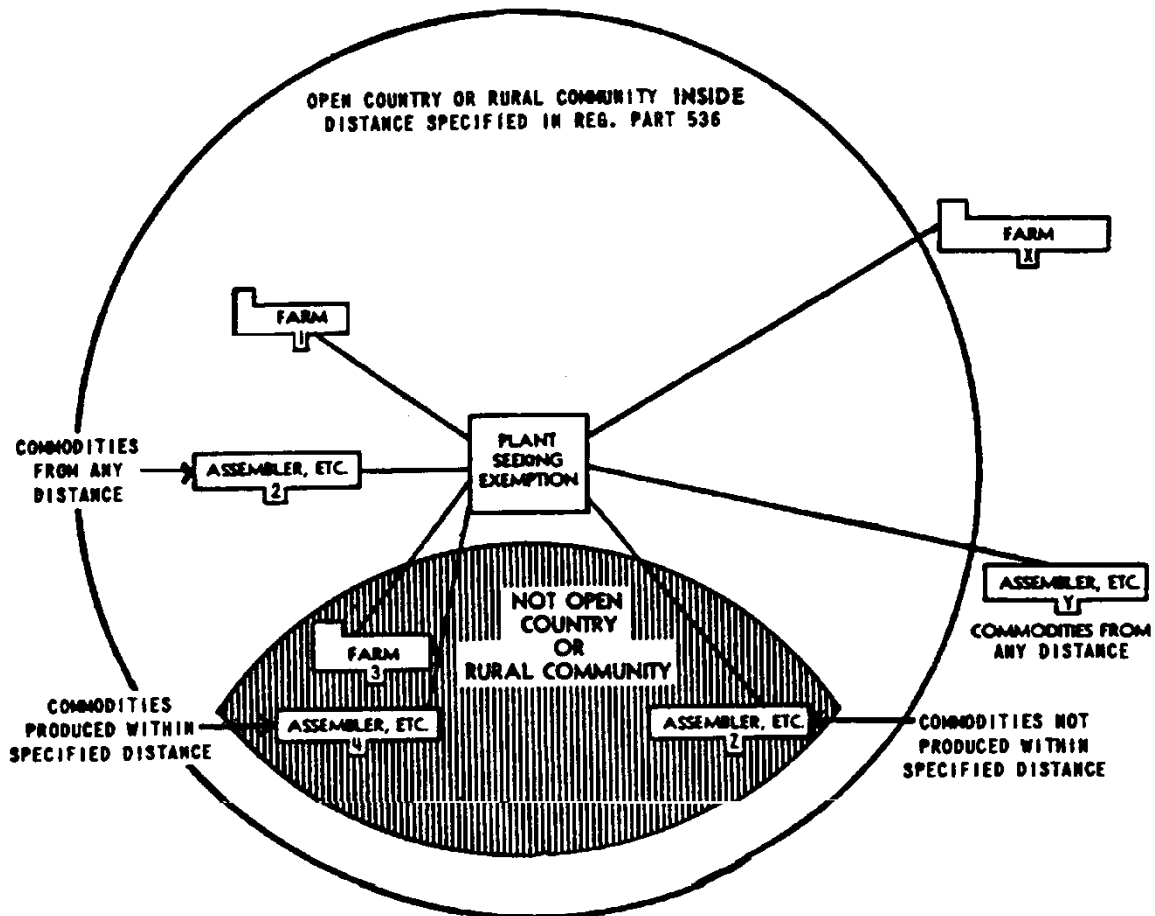 OPEN COUNTRY OR RURAL COMMUNITY INSIDE
DISTANCE SPECIFIED IN REG. PART 536
FARM
X
FARM
1
COMMODITIES
FROM ANY
DISTANCE
ASSEMBLER, ETC.
2
PLANT
SEEKING
EXEMPTION
ASSEMBLER, ETC.
Y
COMMODITIES FROM
ANY DISTANCE
NOT OPEN
COUNTRY
OR
RURAL COMMUNITY
FARM
3
COMMODITIES
PRODUCED WITHIN
SPECIFIED DISTANCE
ASSEMBLER, ETC.
4
ASSEMBLER, ETC.
Z
COMMODITIES NOT
PRODUCED WITHIN
SPECIFIED DISTANCE